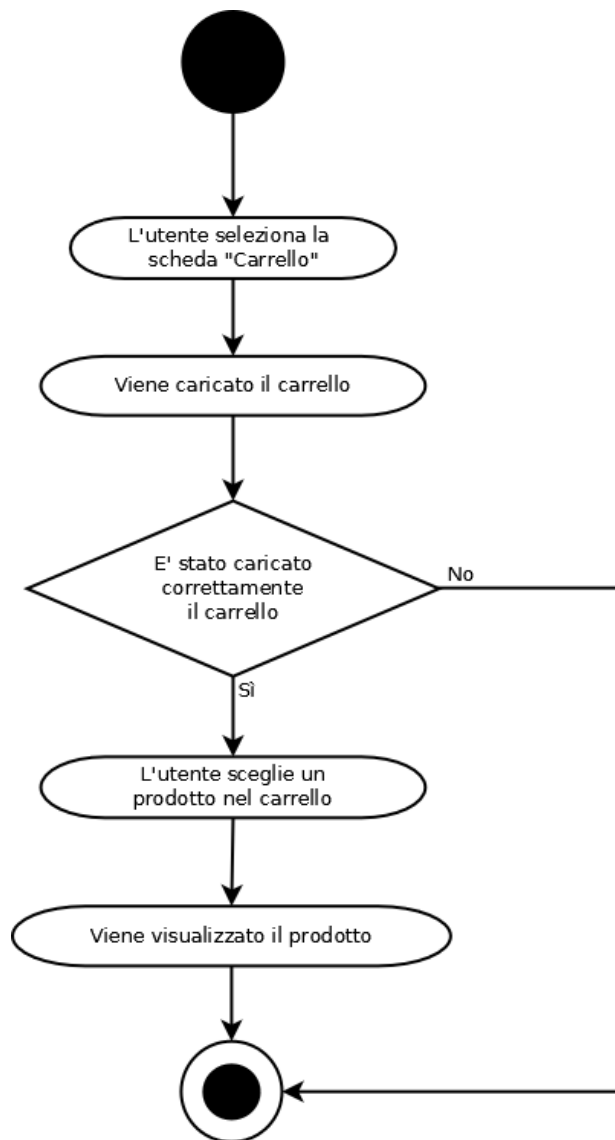 L'utente seleziona la
scheda "Carrello"
Viene caricato il carrello
E' stato caricato
correttamente
il carrello
No
Sì
L'utente sceglie un
prodotto nel carrello
Viene visualizzato il prodotto